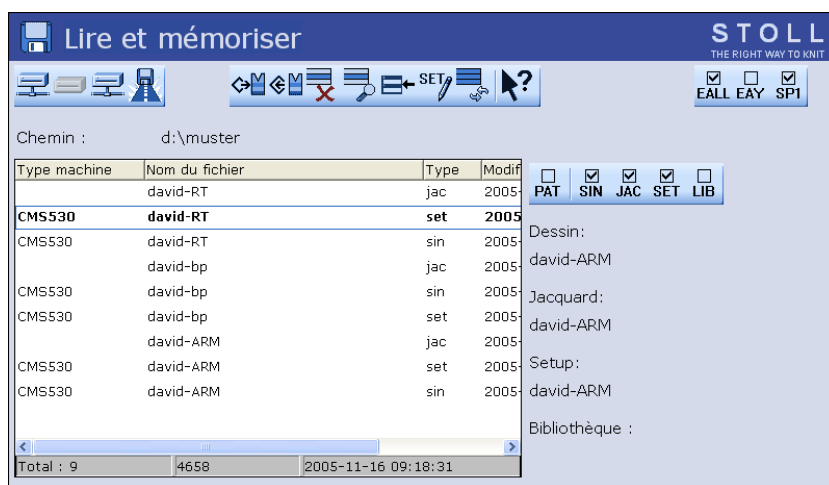 Lire et mémoriser
STOLL
THE RIGHT WAY TO KNIT
SET
?
EALL EAY SP1
Chemin : d:\muster
Type machine Nom du fichier Type Modif
david-RT jac 2005-
CMS530 david-RT set 2005
CMS530 david-RT sin 2005-
david-bp jac 2005-
CMS530 david-bp sin 2005-
CMS530 david-bp set 2005-
david-ARM jac 2005-
CMS530 david-ARM set 2005-
CMS530 david-ARM sin 2005-
Total : 9 4658 2005-11-16 09:18:31
PAT SIN JAC SET LIB
Dessin:
david-ARM
Jacquard:
david-ARM
Setup:
david-ARM
Bibliothèque :